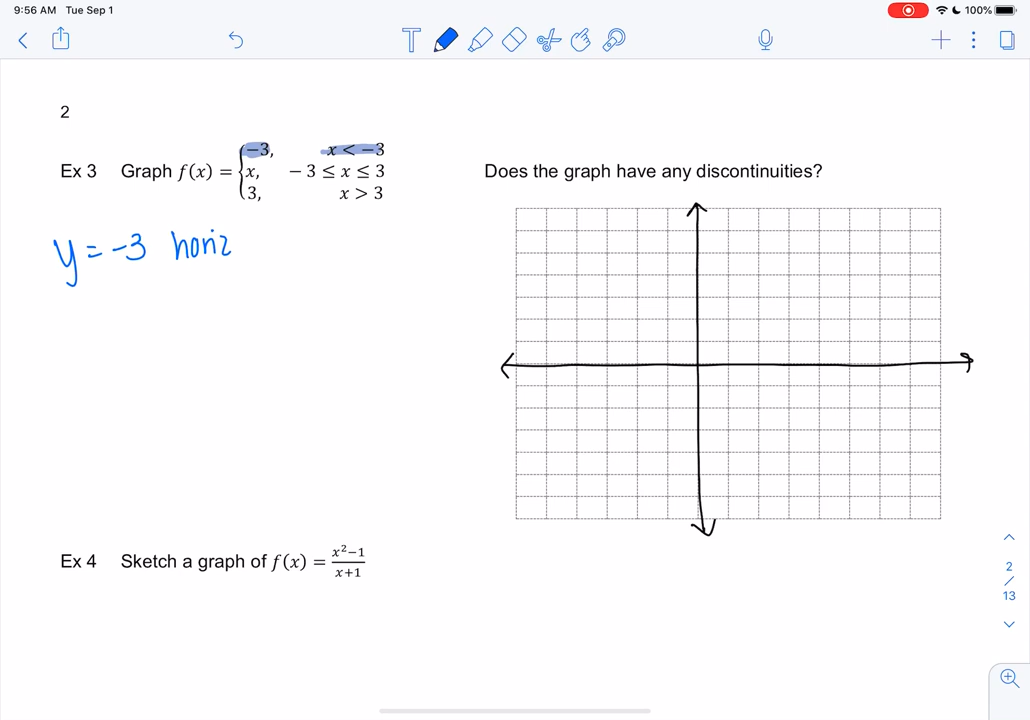 9:56 AM Tue Sep 1
100%
T
2
Ex 3 Graph f(x) = { −3, x < −3
x, − 3 ≤ x ≤ 3
3, x > 3
Does the graph have any discontinuities?
y = -3 horiz
Ex 4 Sketch a graph of f(x) = x²−1 / x+1
2
/
13